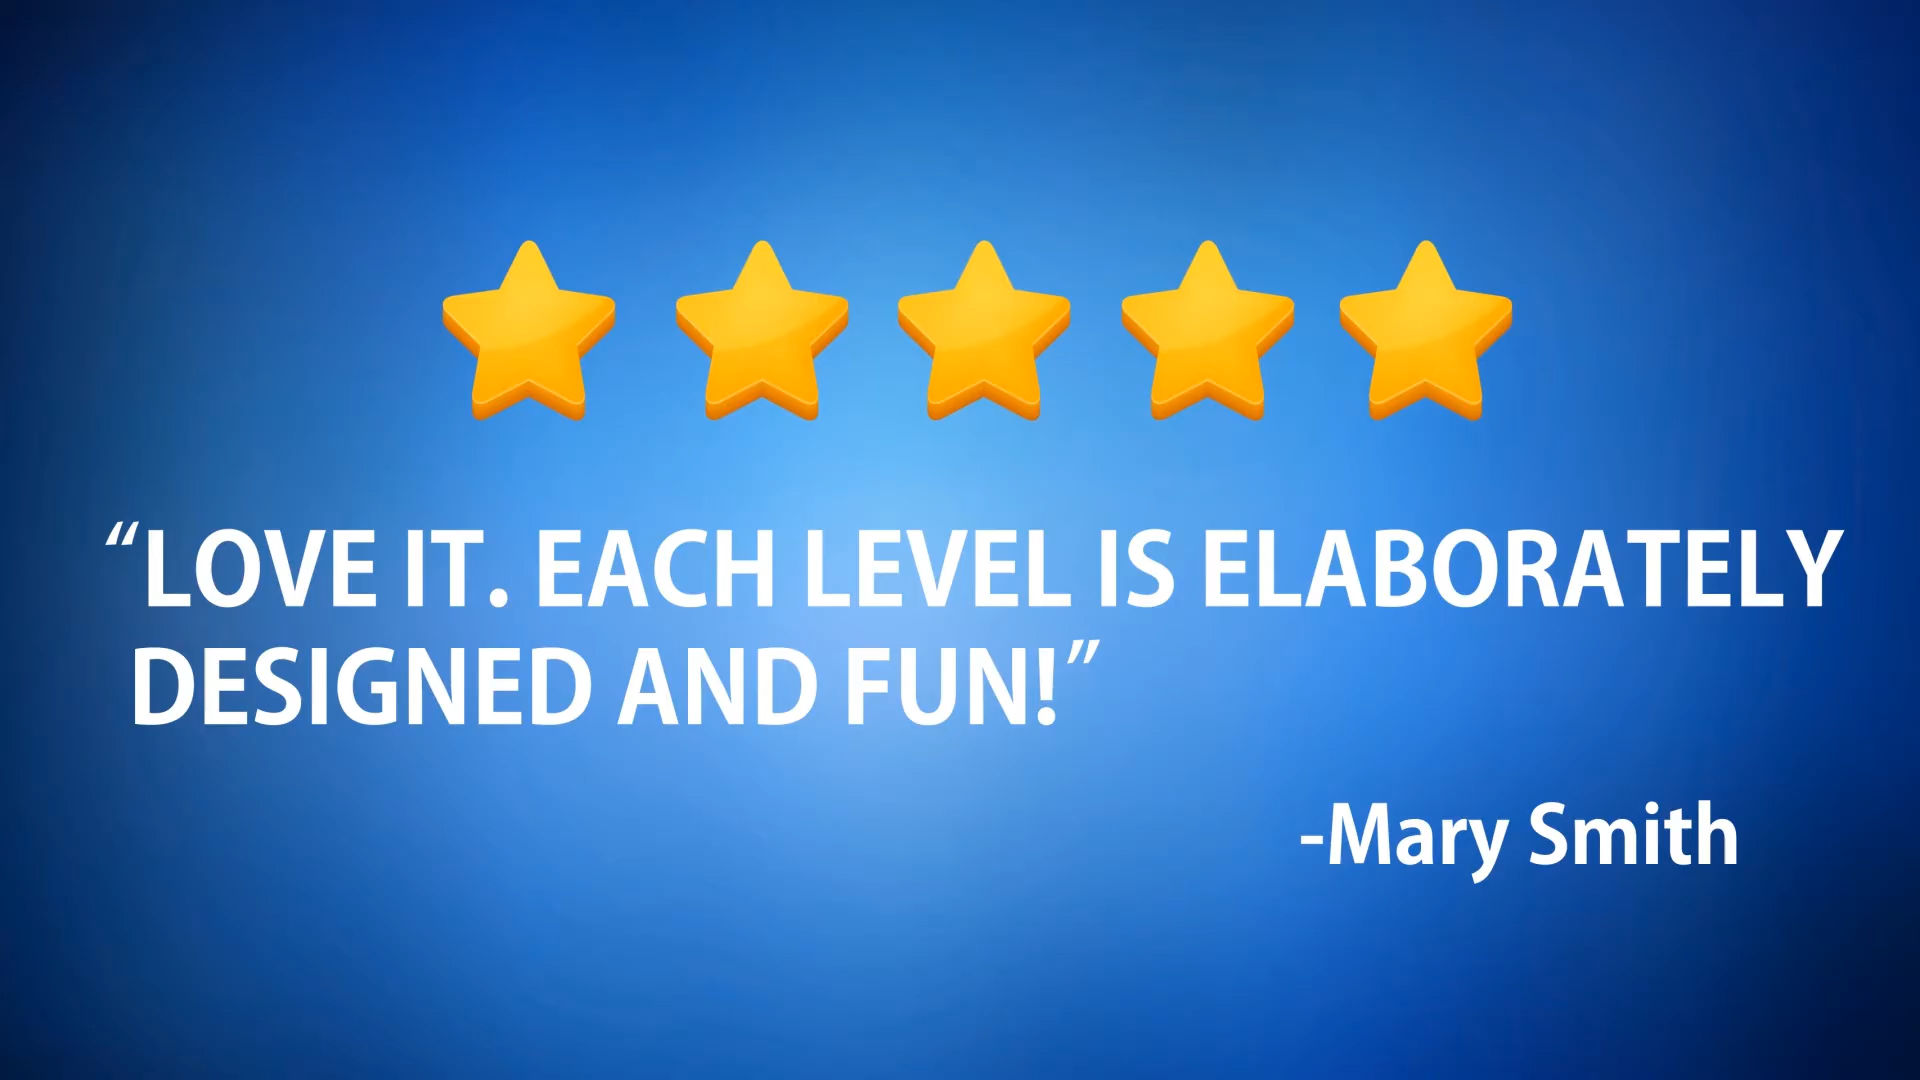 “LOVE IT. EACH LEVEL IS ELABORATELY
DESIGNED AND FUN!”
-Mary Smith